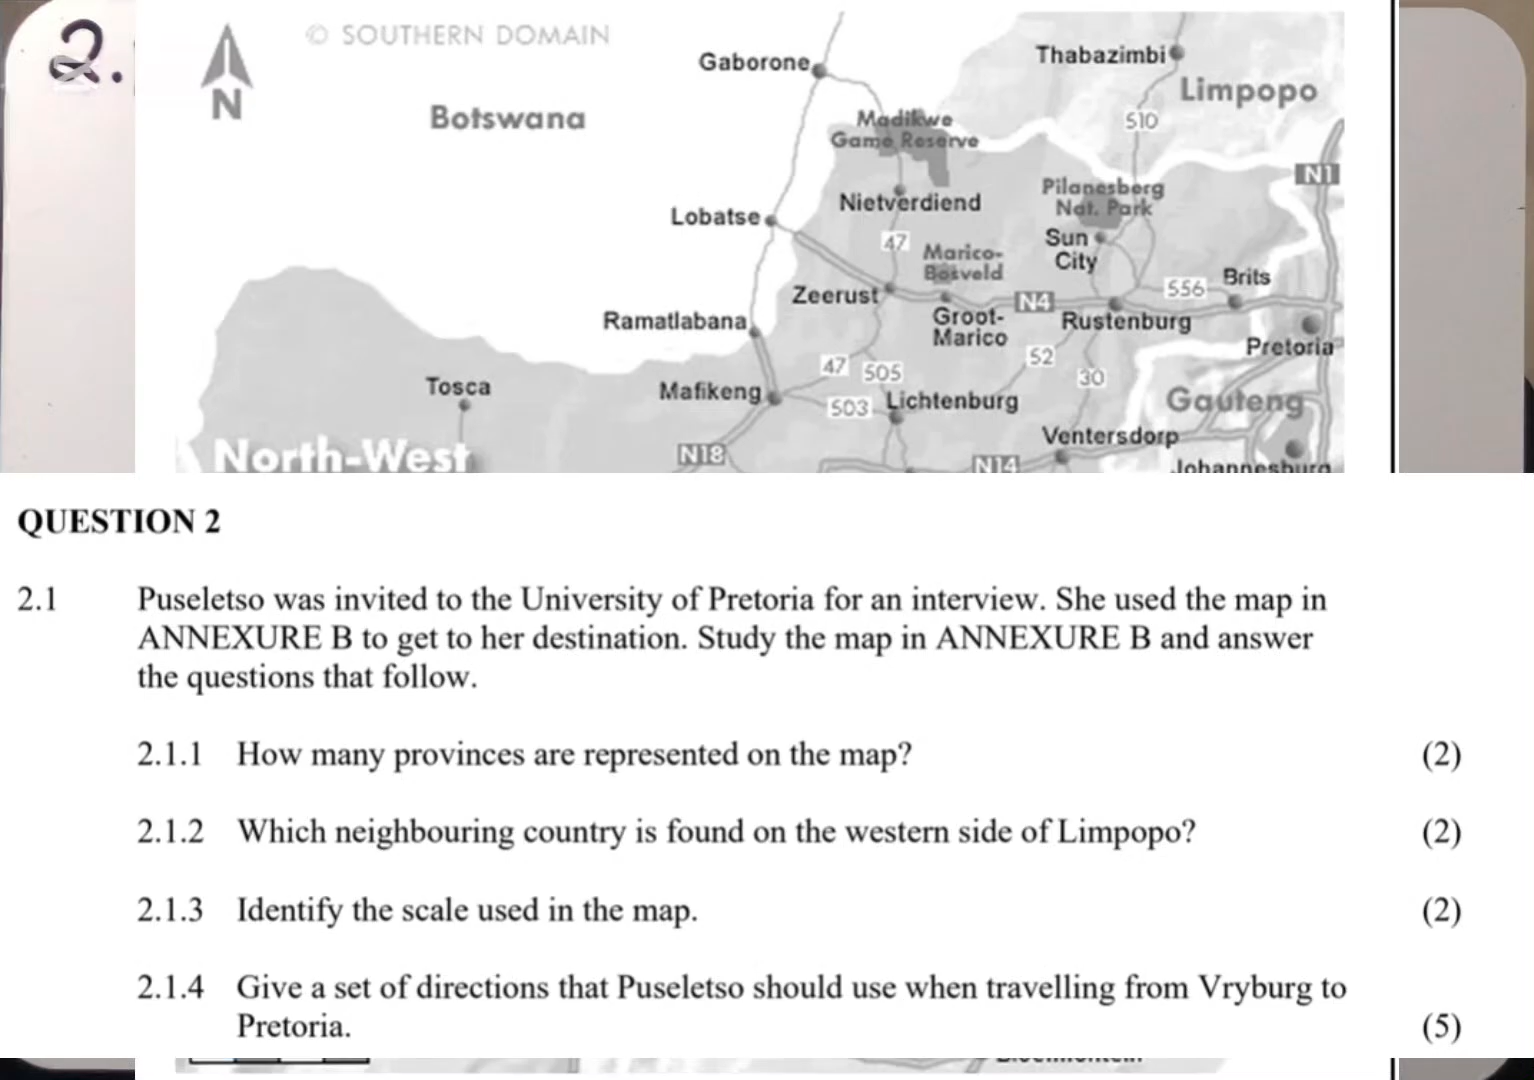 2.
© SOUTHERN DOMAIN
N
Botswana
Gaborone
Thabazimbi
Limpopo
510
Madikwe
Game Reserve
N1
Pilanesberg
Nat. Park
Nietverdiend
Lobatse
47
Sun
City
Marico-
Bosveld
Brits
556
Zeerust
N4
Groot-
Marico
Rustenburg
Ramatlabana
Pretoria
52
47
505
30
Tosca
Mafikeng
503
Lichtenburg
Gauteng
Ventersdorp
North-West
N18
N14
Johannesburg
QUESTION 2
2.1 Puseletso was invited to the University of Pretoria for an interview. She used the map in
ANNEXURE B to get to her destination. Study the map in ANNEXURE B and answer
the questions that follow.
2.1.1 How many provinces are represented on the map? (2)
2.1.2 Which neighbouring country is found on the western side of Limpopo? (2)
2.1.3 Identify the scale used in the map. (2)
2.1.4 Give a set of directions that Puseletso should use when travelling from Vryburg to
Pretoria. (5)